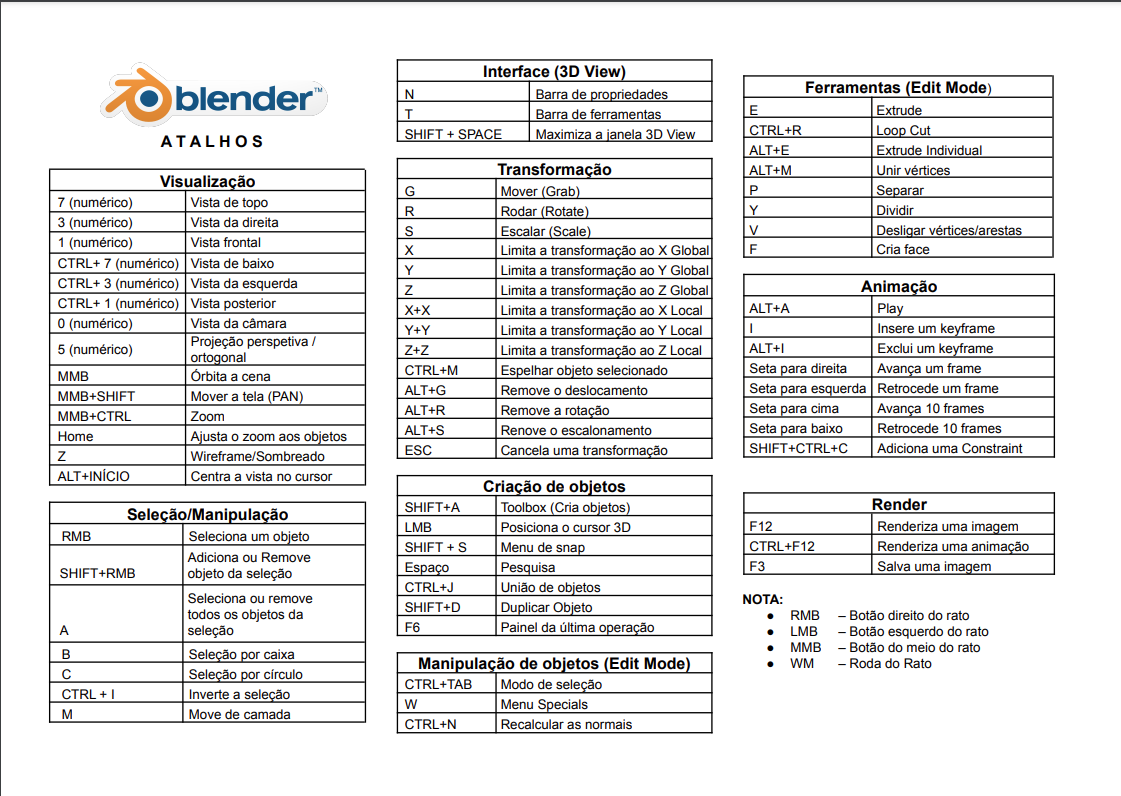 blender™
ATALHOS
Visualização
7 (numérico) Vista de topo
3 (numérico) Vista da direita
1 (numérico) Vista frontal
CTRL+ 7 (numérico) Vista de baixo
CTRL+ 3 (numérico) Vista da esquerda
CTRL+ 1 (numérico) Vista posterior
0 (numérico) Vista da câmara
5 (numérico) Projeção perspetiva /
ortogonal
MMB Órbita a cena
MMB+SHIFT Mover a tela (PAN)
MMB+CTRL Zoom
Home Ajusta o zoom aos objetos
Z Wireframe/Sombreado
ALT+INÍCIO Centra a vista no cursor
Seleção/Manipulação
RMB Seleciona um objeto
SHIFT+RMB Adiciona ou Remove
objeto da seleção
A Seleciona ou remove
todos os objetos da
seleção
B Seleção por caixa
C Seleção por círculo
CTRL + I Inverte a seleção
M Move de camada
Interface (3D View)
N Barra de propriedades
T Barra de ferramentas
SHIFT + SPACE Maximiza a janela 3D View
Transformação
G Mover (Grab)
R Rodar (Rotate)
S Escalar (Scale)
X Limita a transformação ao X Global
Y Limita a transformação ao Y Global
Z Limita a transformação ao Z Global
X+X Limita a transformação ao X Local
Y+Y Limita a transformação ao Y Local
Z+Z Limita a transformação ao Z Local
CTRL+M Espelhar objeto selecionado
ALT+G Remove o deslocamento
ALT+R Remove a rotação
ALT+S Renove o escalonamento
ESC Cancela uma transformação
Criação de objetos
SHIFT+A Toolbox (Cria objetos)
LMB Posiciona o cursor 3D
SHIFT + S Menu de snap
Espaço Pesquisa
CTRL+J União de objetos
SHIFT+D Duplicar Objeto
F6 Painel da última operação
Manipulação de objetos (Edit Mode)
CTRL+TAB Modo de seleção
W Menu Specials
CTRL+N Recalcular as normais
Ferramentas (Edit Mode)
E Extrude
CTRL+R Loop Cut
ALT+E Extrude Individual
ALT+M Unir vértices
P Separar
Y Dividir
V Desligar vértices/arestas
F Cria face
Animação
ALT+A Play
I Insere um keyframe
ALT+I Exclui um keyframe
Seta para direita Avança um frame
Seta para esquerda Retrocede um frame
Seta para cima Avança 10 frames
Seta para baixo Retrocede 10 frames
SHIFT+CTRL+C Adiciona uma Constraint
Render
F12 Renderiza uma imagem
CTRL+F12 Renderiza uma animação
F3 Salva uma imagem
NOTA:
● RMB – Botão direito do rato
● LMB – Botão esquerdo do rato
● MMB – Botão do meio do rato
● WM – Roda do Rato